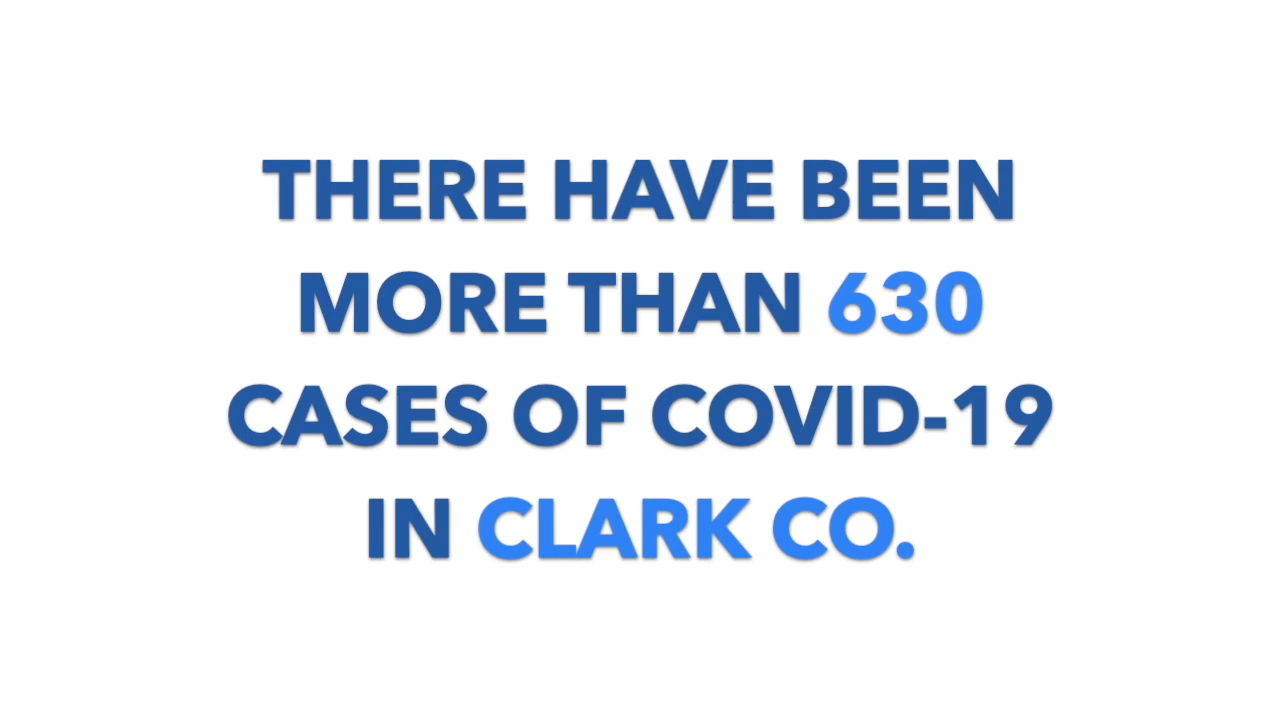 THERE HAVE BEEN
MORE THAN 630
CASES OF COVID-19
IN CLARK CO.